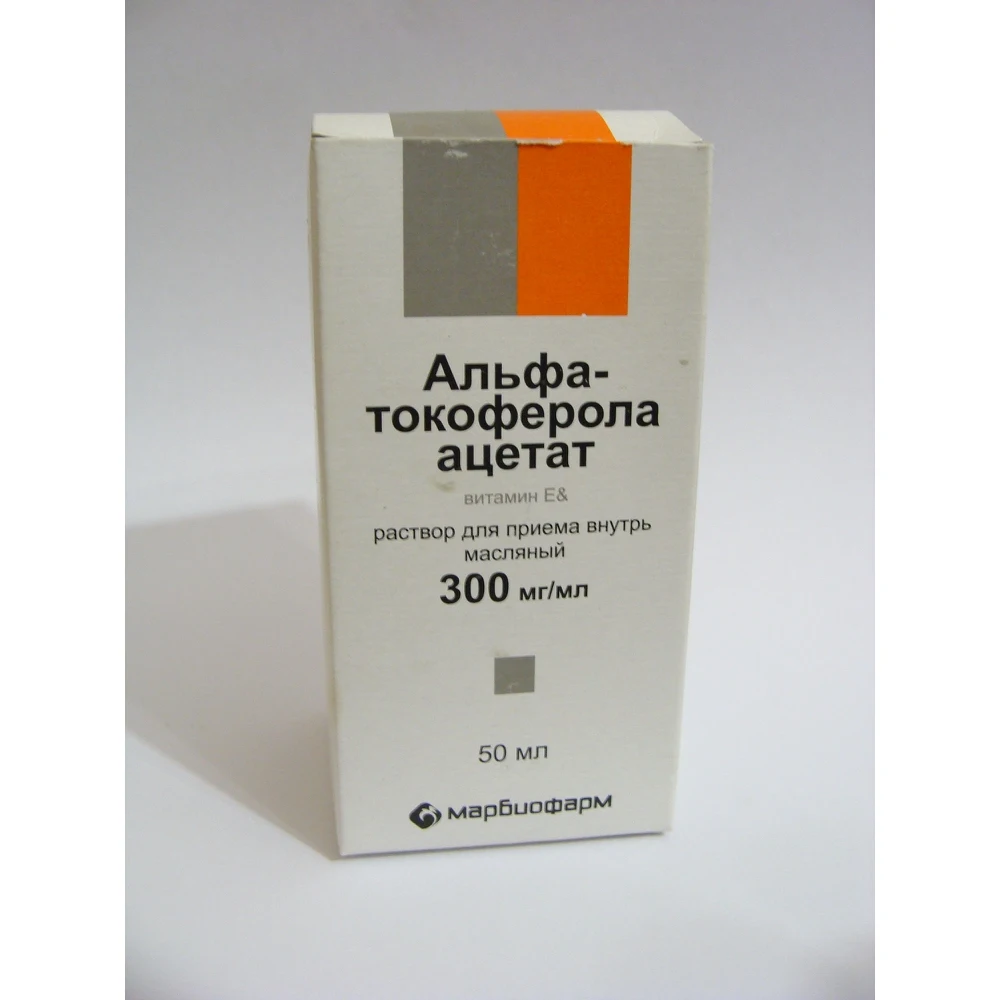 Альфа-
токоферола
ацетат
витамин Е&
раствор для приема внутрь
масляный
300 мг/мл
50 мл
марбиофарм